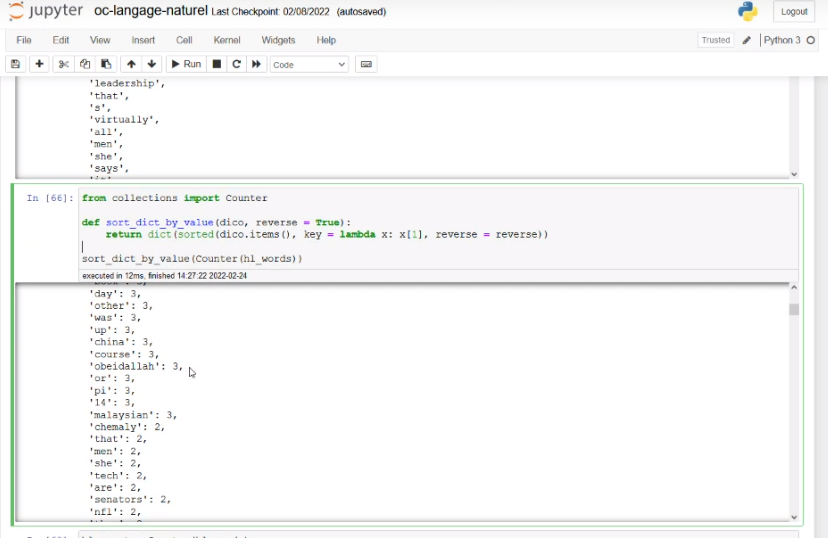 jupyter oc-langage-naturel Last Checkpoint: 02/08/2022 (autosaved)
Logout
File Edit View Insert Cell Kernel Widgets Help
Trusted Python 3
Run Code
'leadership',
'that',
's',
'virtually',
'all',
'men',
'she',
'says',
In [66]: from collections import Counter
def sort_dict_by_value(dico, reverse = True):
return dict(sorted(dico.items(), key = lambda x: x[1], reverse = reverse))
sort_dict_by_value(Counter(hl_words))
executed in 12ms, finished 14:27:22 2022-02-24
'day': 3,
'other': 3,
'was': 3,
'up': 3,
'china': 3,
'course': 3,
'obeidallah': 3,
'or': 3,
'pi': 3,
'14': 3,
'malaysian': 3,
'chemaly': 2,
'that': 2,
'men': 2,
'she': 2,
'tech': 2,
'are': 2,
'senators': 2,
'nfl': 2,